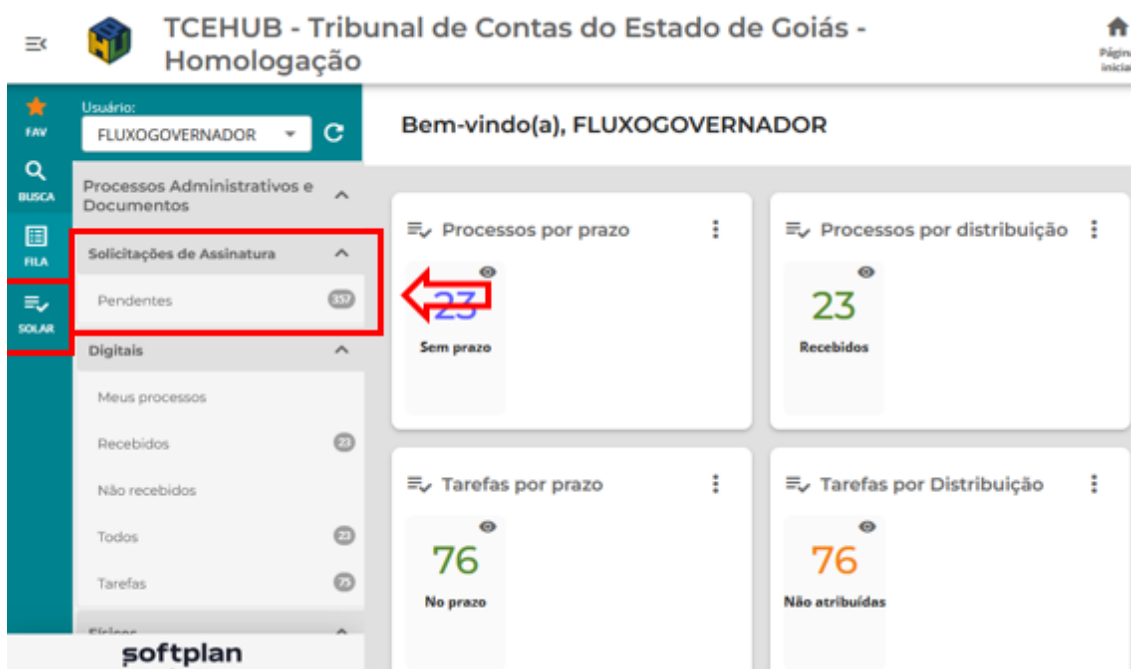 TCEHUB - Tribunal de Contas do Estado de Goiás -
Homologação
Página
inicial
FAV
BUSCA
FILA
SOLAR
Usuário:
FLUXOGOVERNADOR
Processos Administrativos e
Documentos
Solicitações de Assinatura
Pendentes 357
Digitais
Meus processos
Recebidos 23
Não recebidos
Todos 23
Tarefas 75
Físicos
softplan
Bem-vindo(a), FLUXOGOVERNADOR
Processos por prazo
23
Sem prazo
Processos por distribuição
23
Recebidos
Tarefas por prazo
76
No prazo
Tarefas por Distribuição
76
Não atribuídas